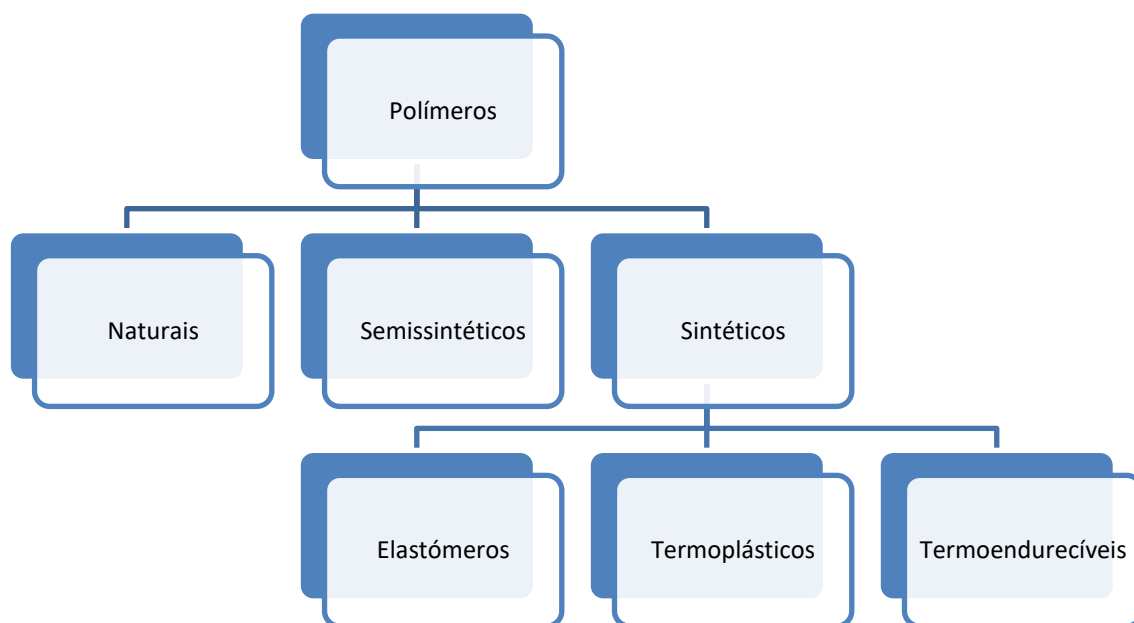 Polímeros
Naturais
Semissintéticos
Sintéticos
Elastómeros
Termoplásticos
Termoendurecíveis